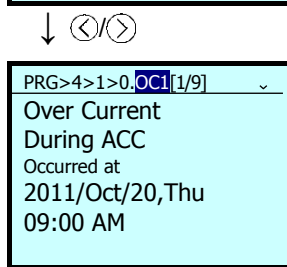 PRG>4>1>0.OC1[1/9]
Over Current
During ACC
Occurred at
2011/Oct/20,Thu
09:00 AM